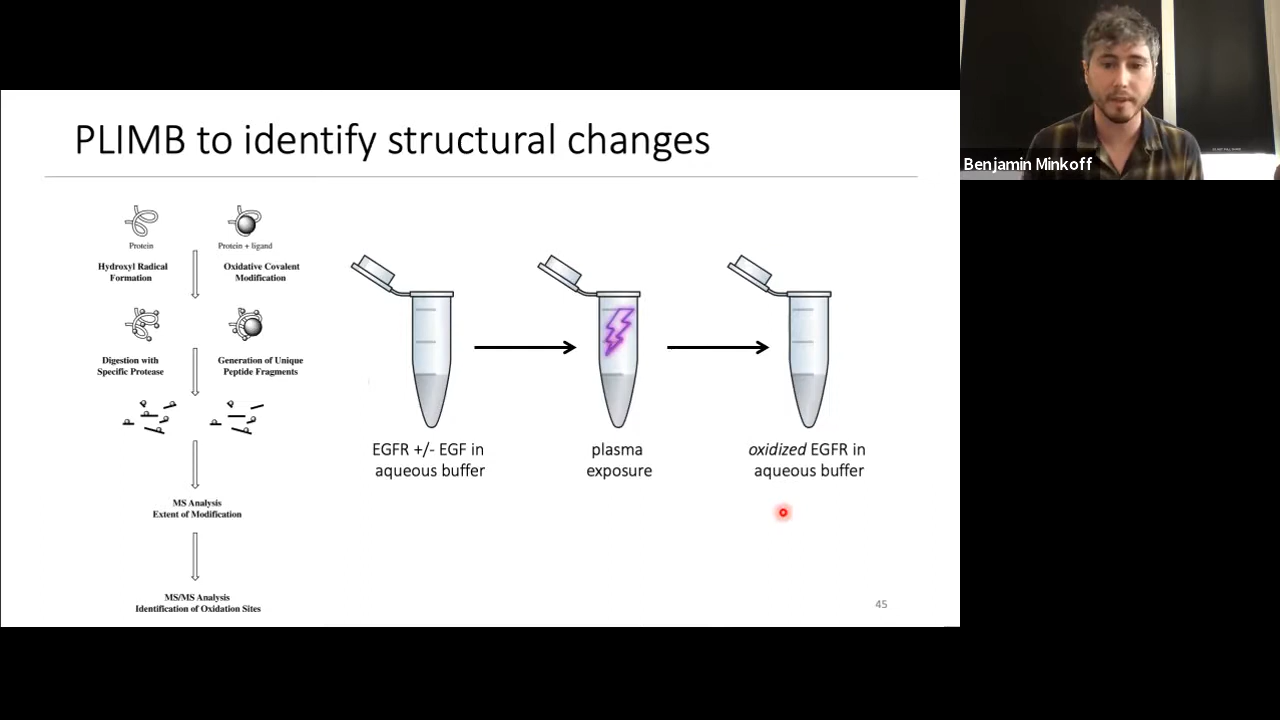 PLIMB to identify structural changes
Benjamin Minkoff
Protein
Protein + ligand
Hydroxyl Radical
Formation
Oxidative Covalent
Modification
Digestion with
Specific Protease
Generation of Unique
Peptide Fragments
MS Analysis
Extent of Modification
MS/MS Analysis
Identification of Oxidation Sites
EGFR +/- EGF in
aqueous buffer
plasma
exposure
oxidized EGFR in
aqueous buffer
45